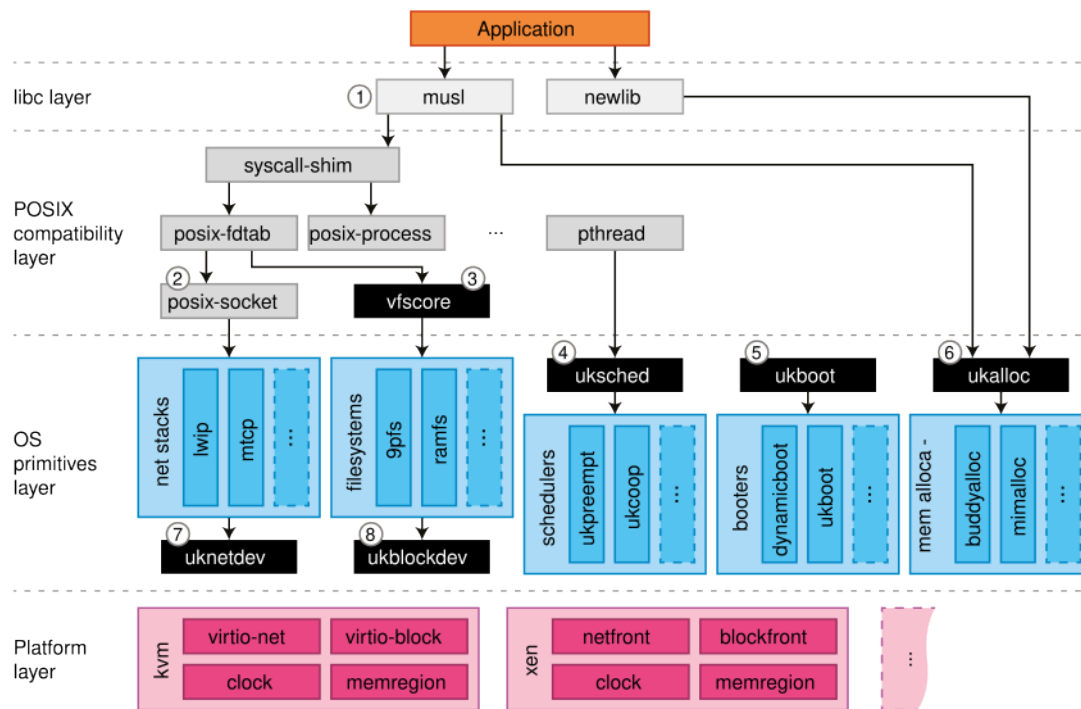 Application
libc layer
1
musl
newlib
syscall-shim
POSIX
compatibility
layer
posix-fdtab
posix-process
...
pthread
2
posix-socket
3
vfscore
4
uksched
5
ukboot
6
ukalloc
OS
primitives
layer
net stacks
lwip
mtcp
...
filesystems
9pfs
ramfs
...
schedulers
ukpreempt
ukcoop
...
booters
dynamicboot
ukboot
...
mem alloca -
buddyalloc
mimalloc
...
7
uknetdev
8
ukblockdev
Platform
layer
kvm
virtio-net
virtio-block
clock
memregion
xen
netfront
blockfront
clock
memregion
...